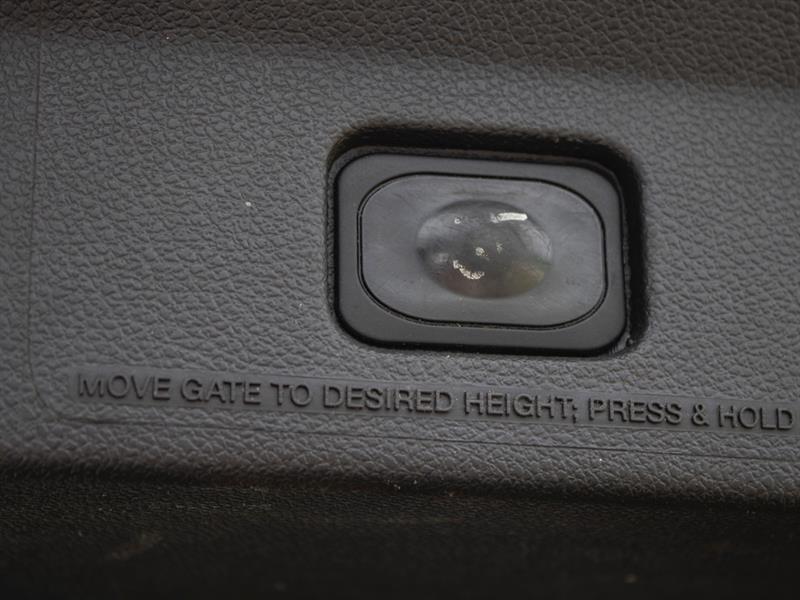 MOVE GATE TO DESIRED HEIGHT; PRESS & HOLD